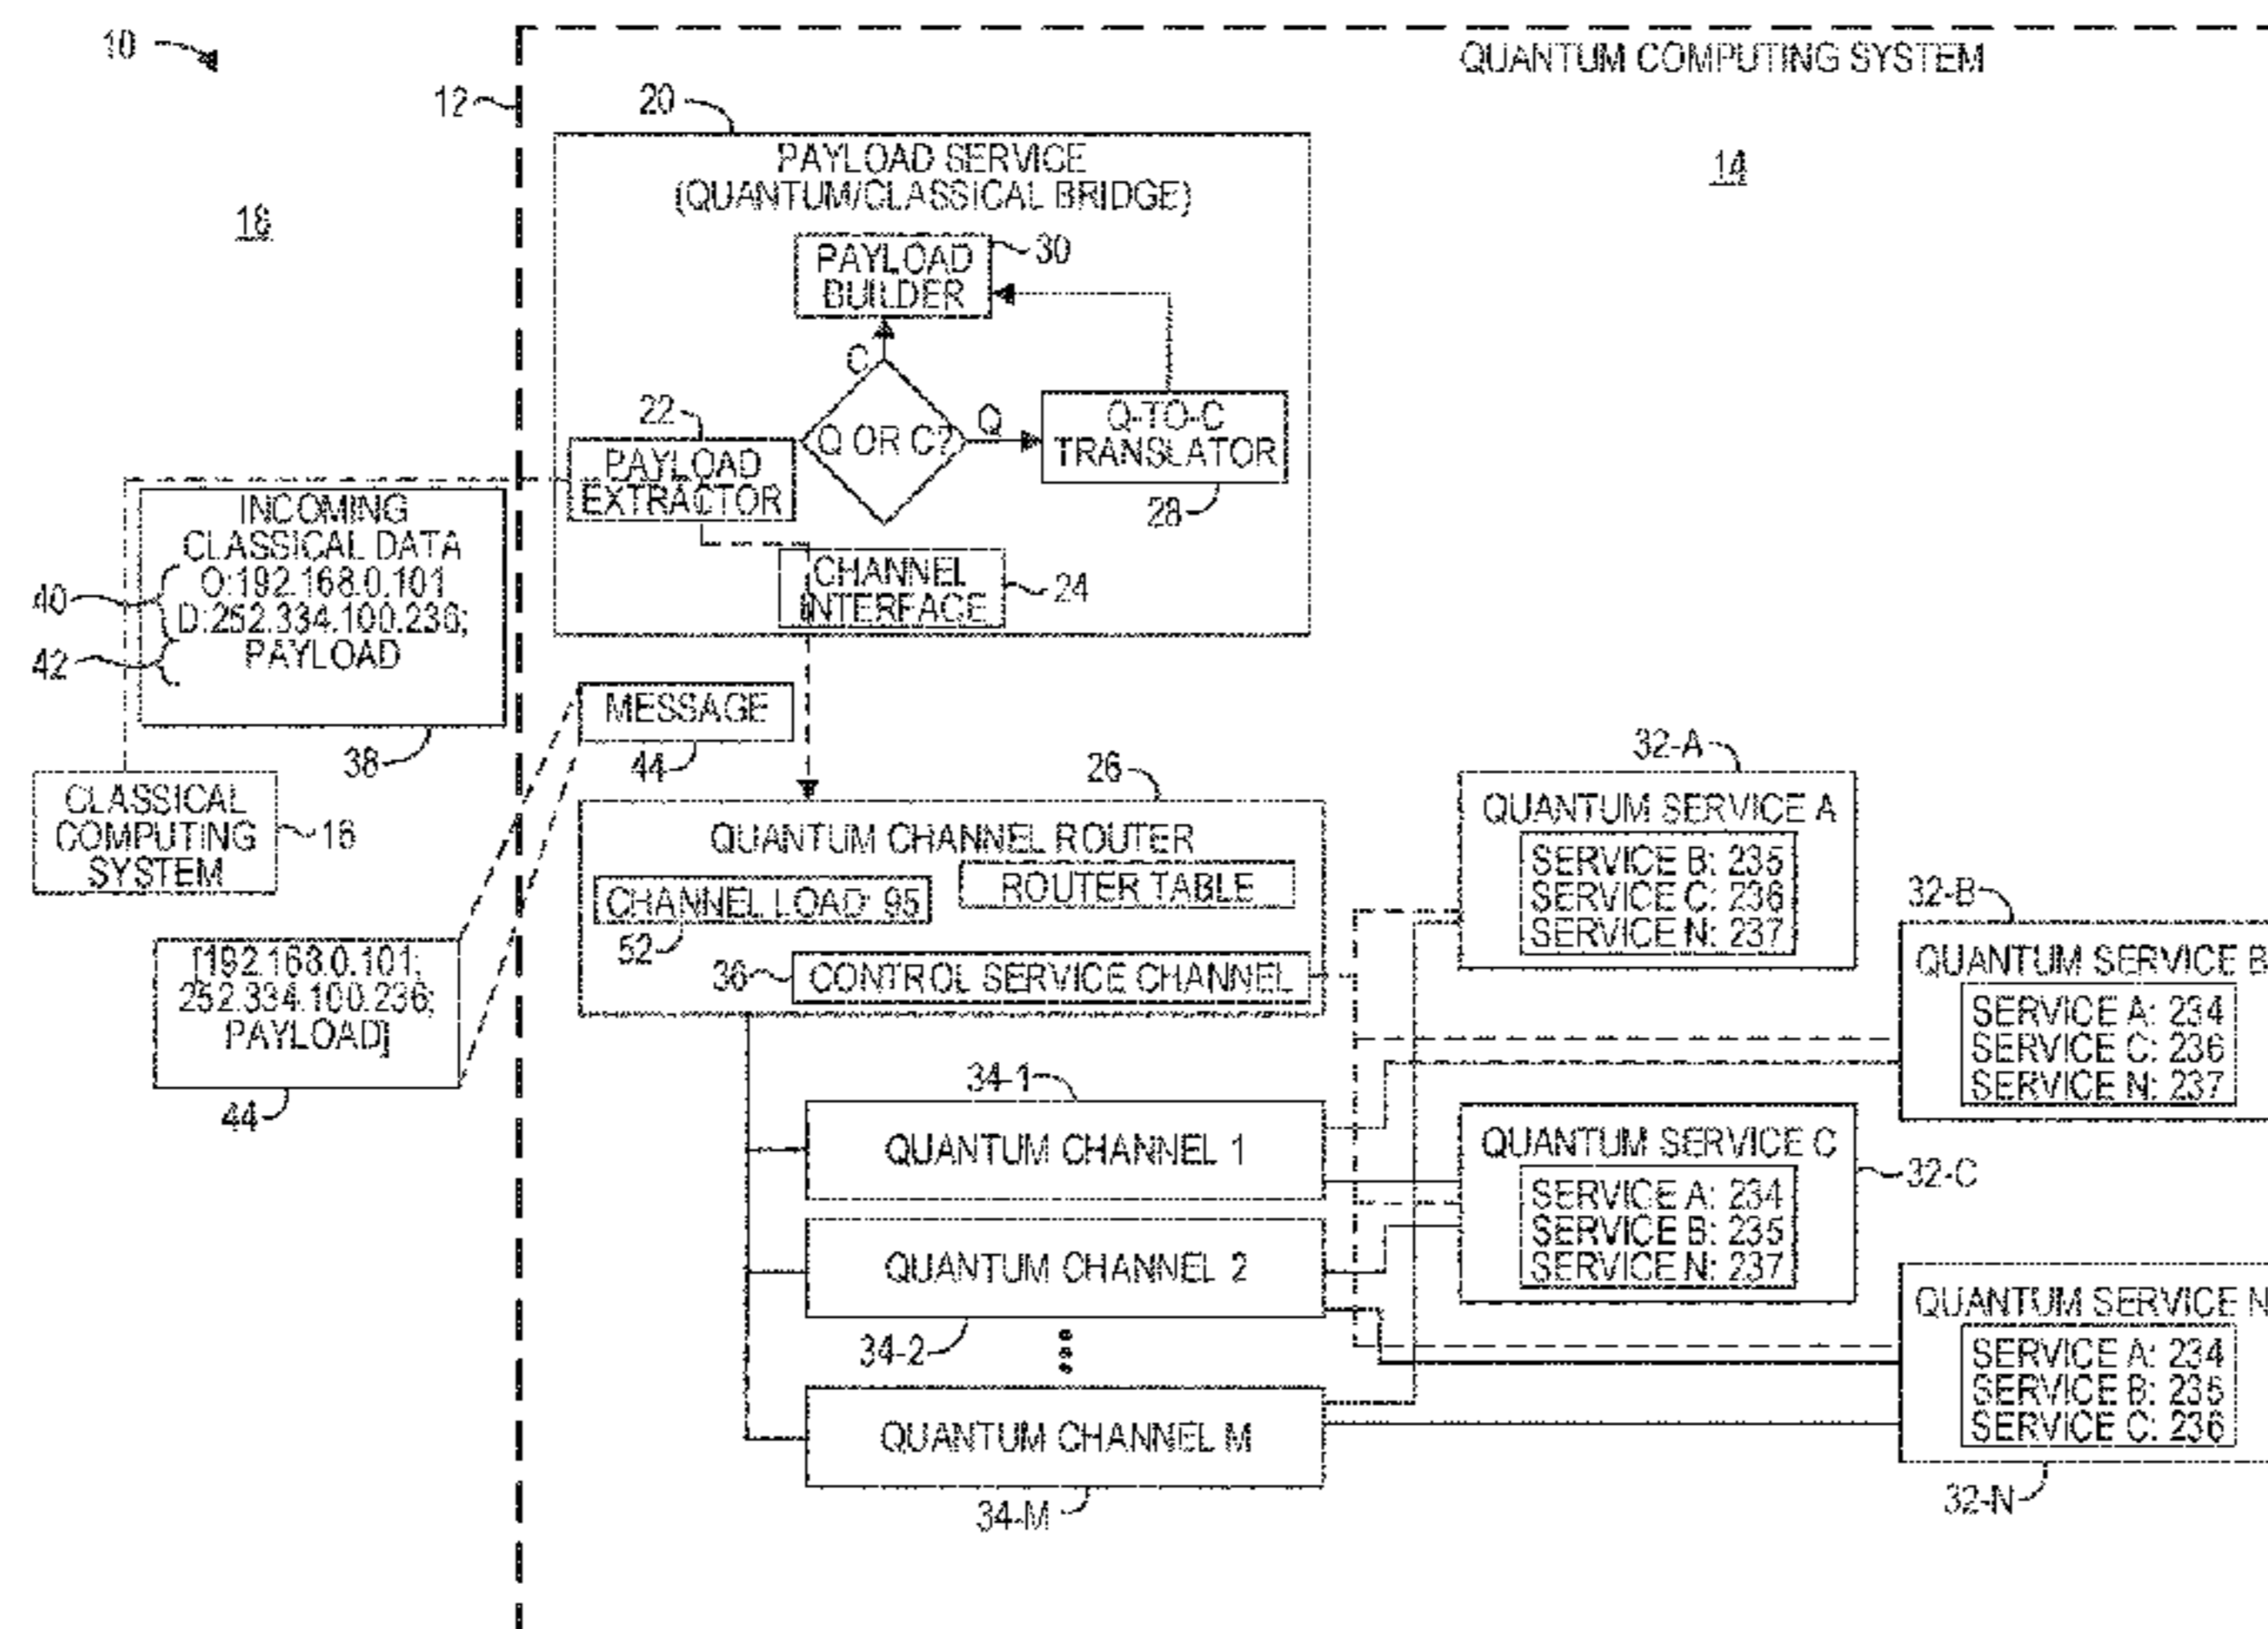 10
QUANTUM COMPUTING SYSTEM
12
20
14
PAYLOAD SERVICE
(QUANTUM/CLASSICAL BRIDGE)
18
PAYLOAD
BUILDER
30
C
22
Q OR C?
Q
Q-TO-C
TRANSLATOR
PAYLOAD
EXTRACTOR
28
INCOMING
CLASSICAL DATA
O:192.168.0.101
D:252.334.100.236;
PAYLOAD
40
42
CHANNEL
INTERFACE
24
38
MESSAGE
44
CLASSICAL
COMPUTING
SYSTEM
16
26
QUANTUM CHANNEL ROUTER
CHANNEL LOAD: 95
52
ROUTER TABLE
36
CONTROL SERVICE CHANNEL
[192.168.0.101;
252.334.100.236;
PAYLOAD]
44
32-A
QUANTUM SERVICE A
SERVICE B: 235
SERVICE C: 236
SERVICE N: 237
32-B
QUANTUM SERVICE B
SERVICE A: 234
SERVICE C: 236
SERVICE N: 237
34-1
QUANTUM CHANNEL 1
QUANTUM SERVICE C
SERVICE A: 234
SERVICE B: 235
SERVICE N: 237
32-C
QUANTUM CHANNEL 2
34-2
QUANTUM SERVICE N
SERVICE A: 234
SERVICE B: 235
SERVICE C: 236
32-N
QUANTUM CHANNEL M
34-M